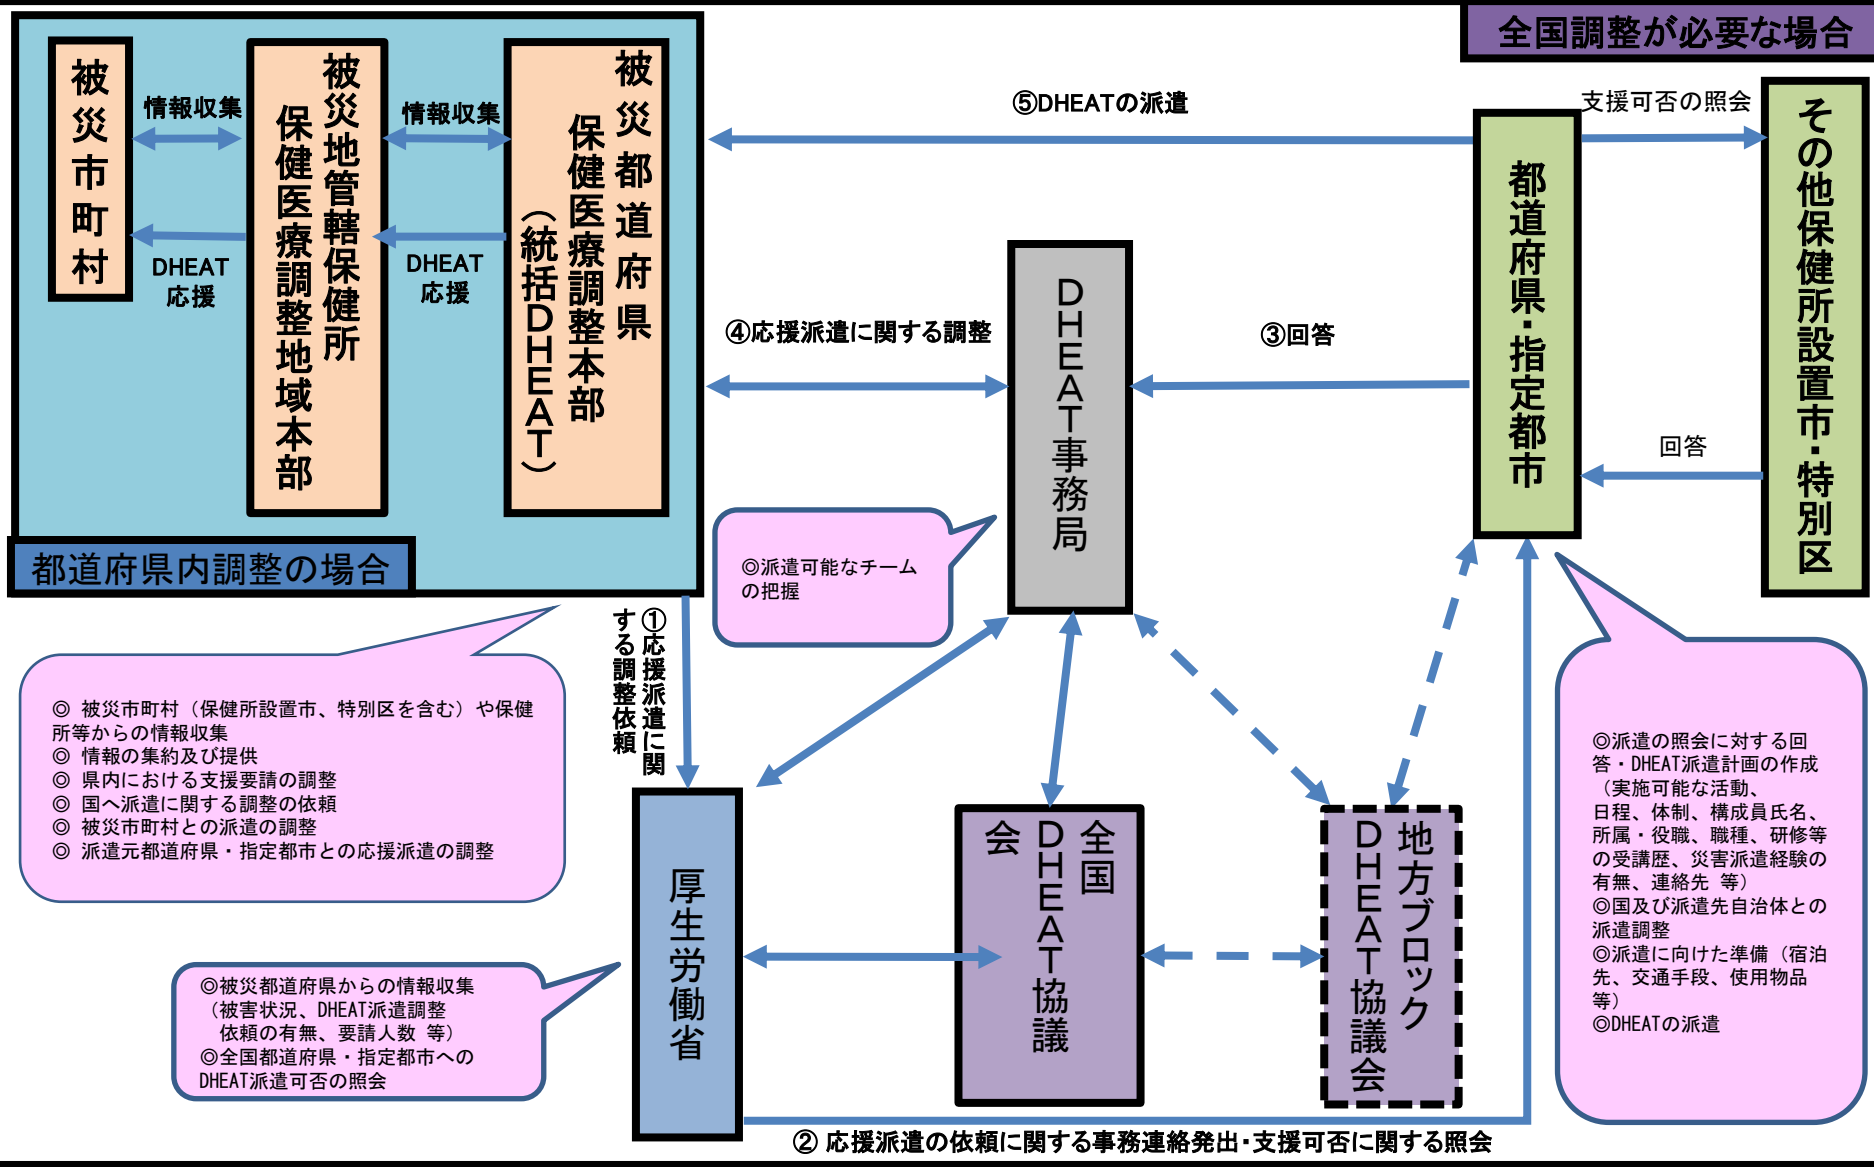 全国調整が必要な場合
被災市町村
情報収集
DHEAT
応援
被災地管轄保健所
保健医療調整地域本部
情報収集
DHEAT
応援
被災都道府県
保健医療調整本部
（統括ＤＨＥＡＴ）
都道府県内調整の場合
⑤DHEATの派遣
④応援派遣に関する調整
ＤＨＥＡＴ事務局
③回答
都道府県・指定都市
支援可否の照会
回答
その他保健所設置市・特別区
◎派遣可能なチーム
の把握
①応援派遣に関
する調整依頼
◎ 被災市町村（保健所設置市、特別区を含む）や保健
所等からの情報収集
◎ 情報の集約及び提供
◎ 県内における支援要請の調整
◎ 国へ派遣に関する調整の依頼
◎ 被災市町村との派遣の調整
◎ 派遣元都道府県・指定都市との応援派遣の調整
◎被災都道府県からの情報収集
（被害状況、DHEAT派遣調整
依頼の有無、要請人数 等）
◎全国都道府県・指定都市への
DHEAT派遣可否の照会
厚生労働省
全国
ＤＨＥＡＴ協議
会
地方ブロック
ＤＨＥＡＴ協議会
◎派遣の照会に対する回
答・DHEAT派遣計画の作成
（実施可能な活動、
日程、体制、構成員氏名、
所属・役職、職種、研修等
の受講歴、災害派遣経験の
有無、連絡先 等）
◎国及び派遣先自治体との
派遣調整
◎派遣に向けた準備（宿泊
先、交通手段、使用物品
等）
◎DHEATの派遣
② 応援派遣の依頼に関する事務連絡発出・支援可否に関する照会